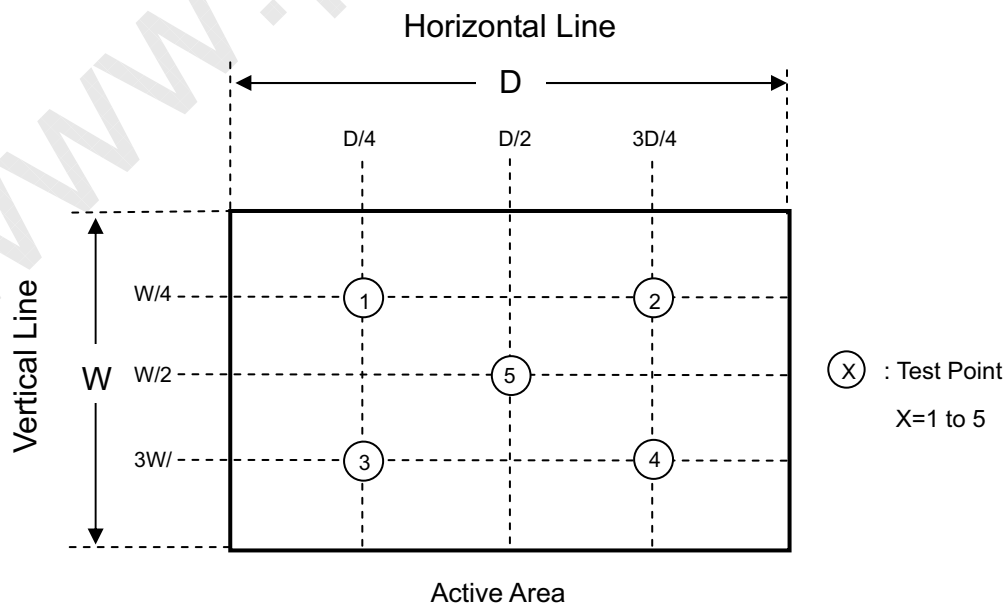 Horizontal Line
D
D/4 D/2 3D/4
W/4
1 2
Vertical Line
W
W/2
5
X : Test Point
X=1 to 5
3W/
3 4
Active Area
www.